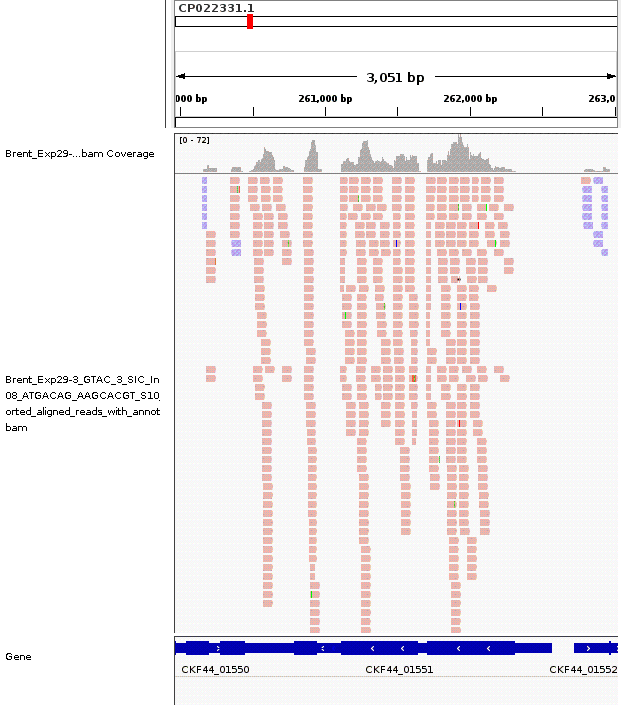 CP022331.1
3,051 bp
000 bp
261,000 bp
262,000 bp
263,0
[0 - 72]
Brent_Exp29-...bam Coverage
Brent_Exp29-3_GTAC_3_SIC_In
08_ATGACAG_AAGCACGT_S10_
orted_aligned_reads_with_annot
bam
Gene
CKF44_01550
CKF44_01551
CKF44_01552